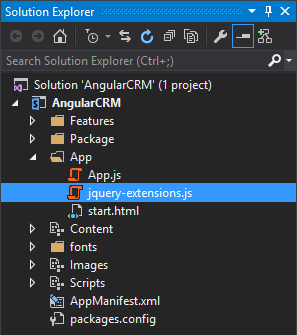 Solution Explorer
Search Solution Explorer (Ctrl+;)
Solution 'AngularCRM' (1 project)
AngularCRM
Features
Package
App
App.js
jquery-extensions.js
start.html
Content
fonts
Images
Scripts
AppManifest.xml
packages.config